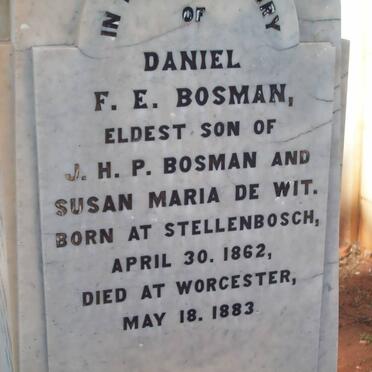 IN
OF
DANIEL
F. E. BOSMAN,
ELDEST SON OF
J. H. P. BOSMAN AND
SUSAN MARIA DE WIT.
BORN AT STELLENBOSCH,
APRIL 30. 1862,
DIED AT WORCESTER,
MAY 18. 1883